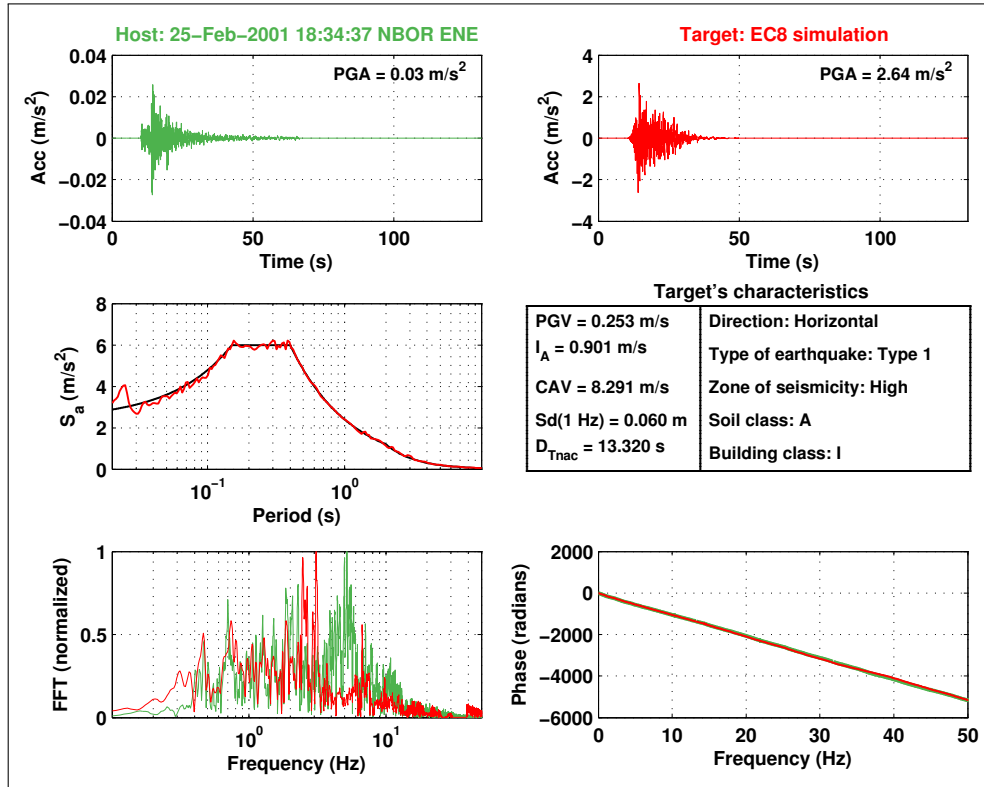 Host: 25−Feb−2001 18:34:37 NBOR ENE
PGA = 0.03 m/s²
0.04
0.02
0
−0.02
−0.04
Acc (m/s²)
0
50
100
Time (s)
Target: EC8 simulation
PGA = 2.64 m/s²
4
2
0
−2
−4
Acc (m/s²)
0
50
100
Time (s)
8
6
4
2
0
S_a (m/s²)
10⁻¹
10⁰
Period (s)
Target's characteristics
PGV = 0.253 m/s
I_A = 0.901 m/s
CAV = 8.291 m/s
Sd(1 Hz) = 0.060 m
D_Tnac = 13.320 s
Direction: Horizontal
Type of earthquake: Type 1
Zone of seismicity: High
Soil class: A
Building class: I
1
0.5
0
FFT (normalized)
10⁰
10¹
Frequency (Hz)
2000
0
−2000
−4000
−6000
Phase (radians)
0
10
20
30
40
50
Frequency (Hz)